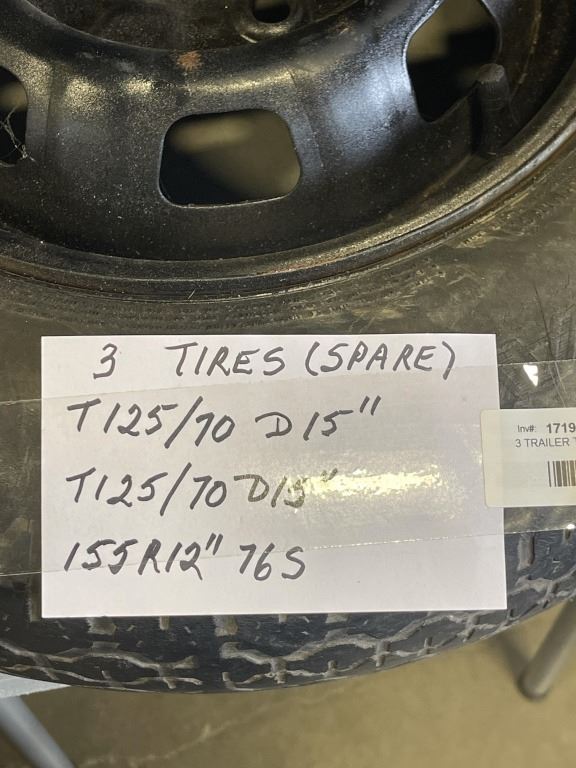 3 TIRES (SPARE)
T125/70 D15"
T125/70 D15"
155R12" 76S
Inv#: 1719
3 TRAILER